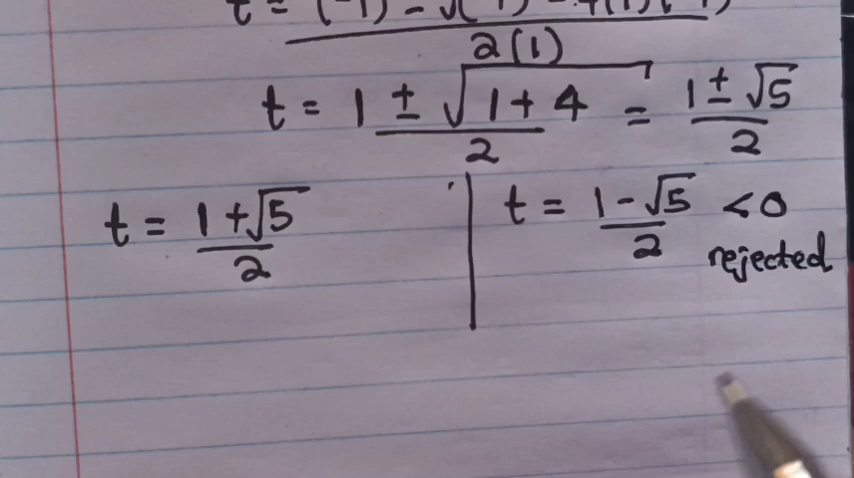 2(1)
t = 1 ± √(1 + 4) / 2 = 1 ± √5 / 2
t = 1 + √5 / 2
t = 1 - √5 / 2 < 0
rejected